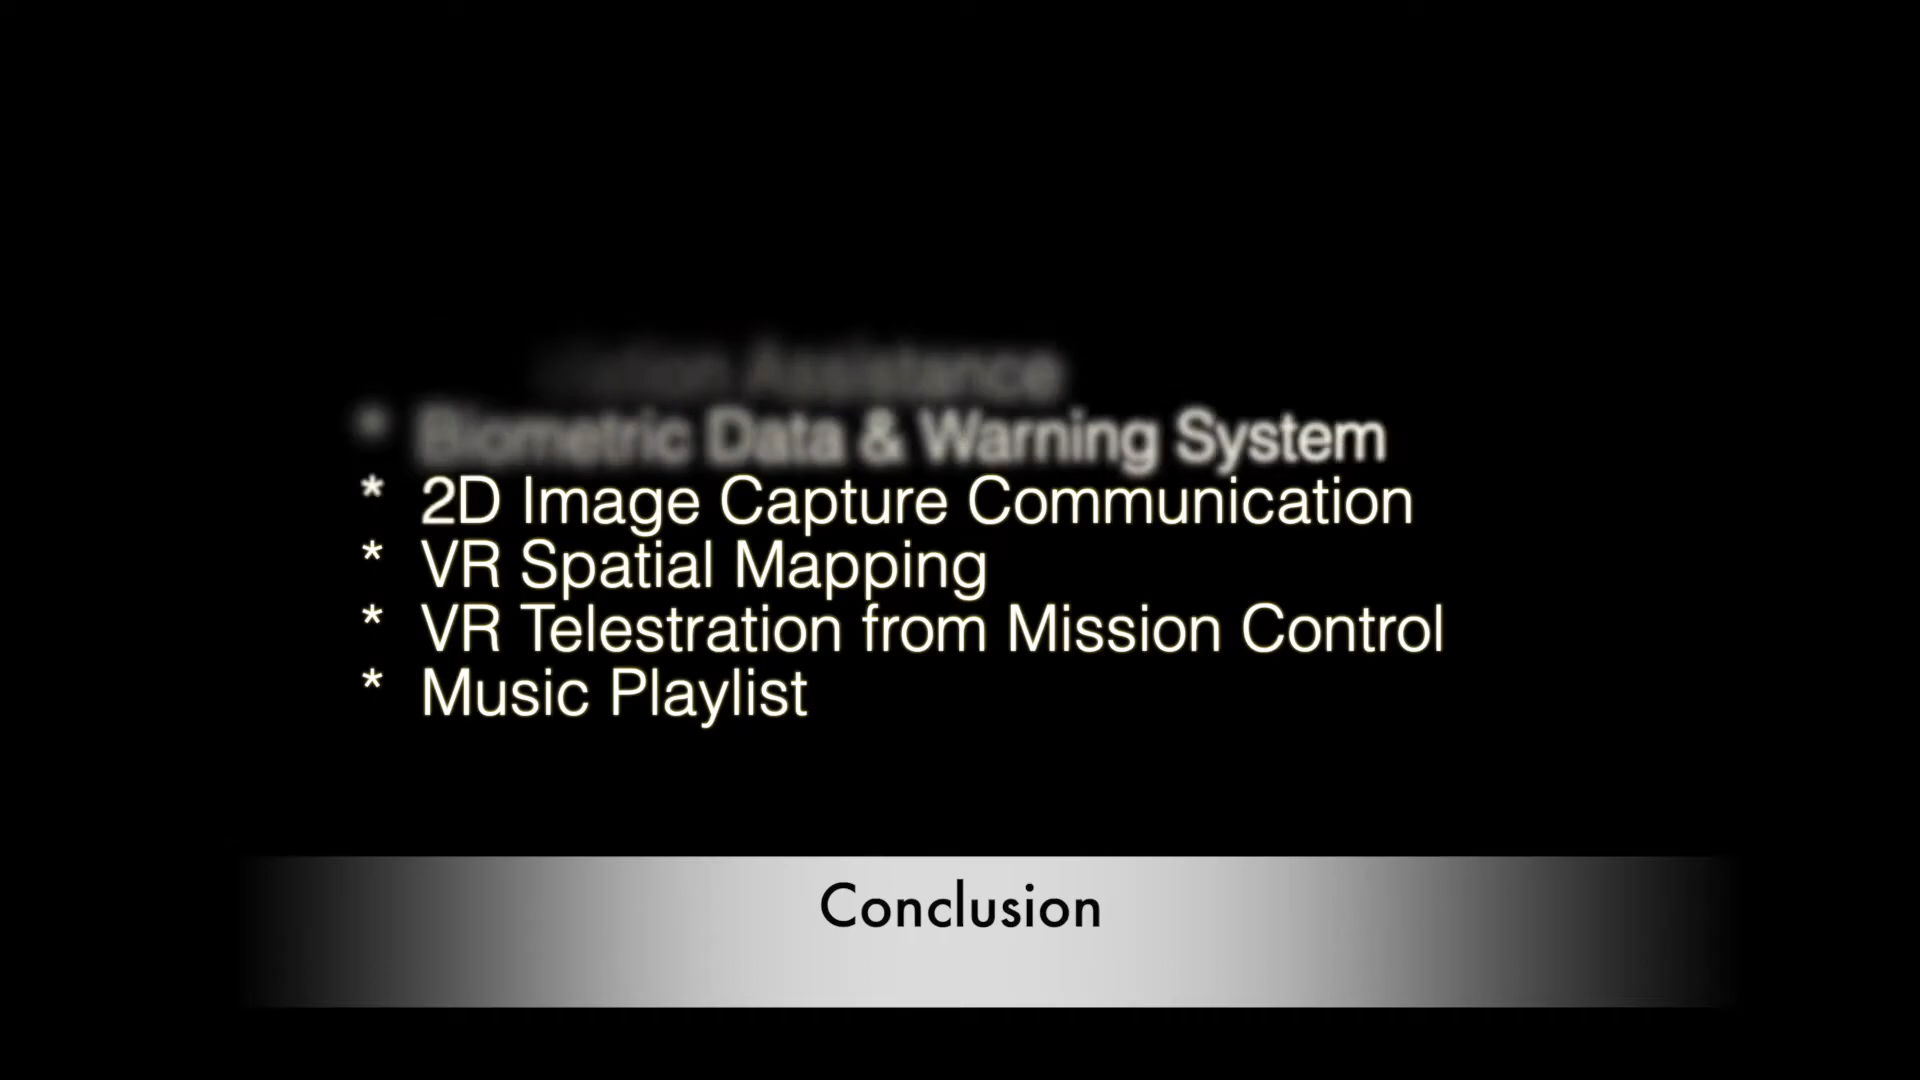 Assistance
* Biometric Data & Warning System
* 2D Image Capture Communication
* VR Spatial Mapping
* VR Telestration from Mission Control
* Music Playlist
Conclusion